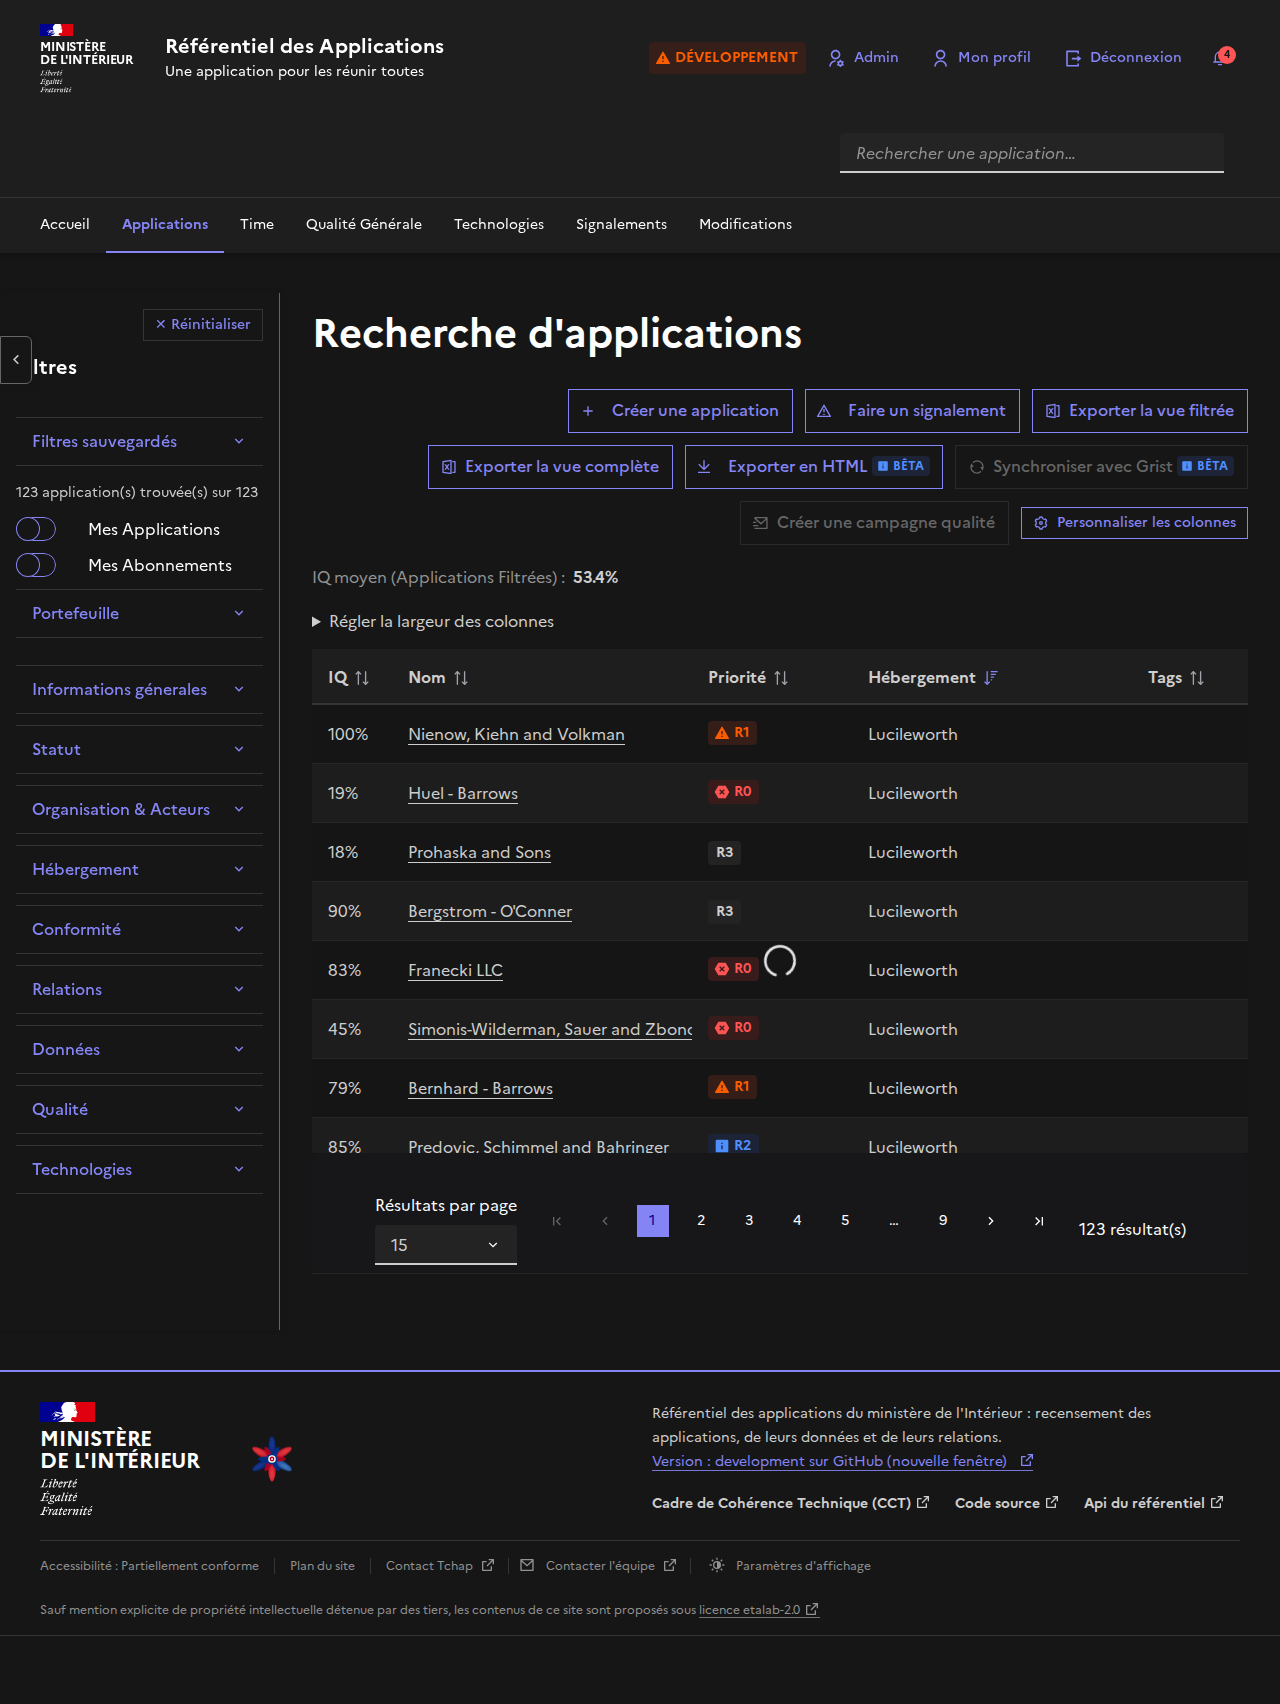 MINISTÈRE
DE L'INTÉRIEUR
Liberté
Égalité
Fraternité
Référentiel des Applications
Une application pour les réunir toutes
DÉVELOPPEMENT
Admin
Mon profil
Déconnexion
4
Rechercher une application…
Accueil
Applications
Time
Qualité Générale
Technologies
Signalements
Modifications
Réinitialiser
ltres
Filtres sauvegardés
123 application(s) trouvée(s) sur 123
Mes Applications
Mes Abonnements
Portefeuille
Informations génerales
Statut
Organisation & Acteurs
Hébergement
Conformité
Relations
Données
Qualité
Technologies
Recherche d'applications
Créer une application
Faire un signalement
Exporter la vue filtrée
Exporter la vue complète
Exporter en HTML BÊTA
Synchroniser avec Grist BÊTA
Créer une campagne qualité
Personnaliser les colonnes
IQ moyen (Applications Filtrées) : 53.4%
Régler la largeur des colonnes
IQ Nom Priorité Hébergement Tags
100% Nienow, Kiehn and Volkman R1 Lucileworth
19% Huel - Barrows R0 Lucileworth
18% Prohaska and Sons R3 Lucileworth
90% Bergstrom - O'Conner R3 Lucileworth
83% Franecki LLC R0 Lucileworth
45% Simonis-Wilderman, Sauer and Zbonc R0 Lucileworth
79% Bernhard - Barrows R1 Lucileworth
85% Predovic, Schimmel and Bahringer R2 Lucileworth
Résultats par page
15
1 2 3 4 5 … 9
123 résultat(s)
MINISTÈRE
DE L'INTÉRIEUR
Liberté
Égalité
Fraternité
Référentiel des applications du ministère de l'Intérieur : recensement des
applications, de leurs données et de leurs relations.
Version : development sur GitHub (nouvelle fenêtre)
Cadre de Cohérence Technique (CCT)
Code source
Api du référentiel
Accessibilité : Partiellement conforme
Plan du site
Contact Tchap
Contacter l'équipe
Paramètres d'affichage
Sauf mention explicite de propriété intellectuelle détenue par des tiers, les contenus de ce site sont proposés sous licence etalab-2.0